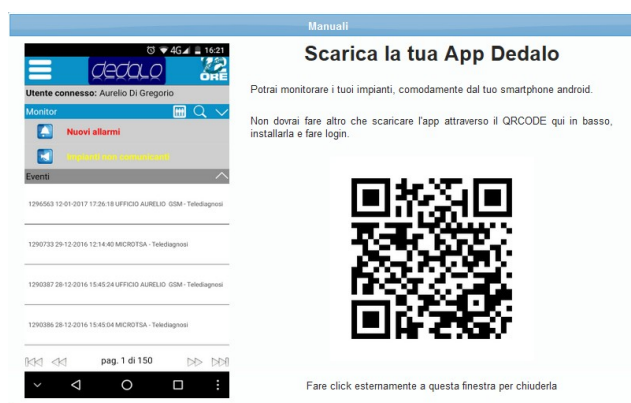 Manuali
16:21
4G
dedalo
ORE
Utente connesso: Aurelio Di Gregorio
Monitor
Nuovi allarmi
Impianti non comunicanti
Eventi
1296563 12-01-2017 17:26:18 UFFICIO AURELIO GSM - Telediagnosi
1290733 29-12-2016 12:14:40 MICROTSA - Telediagnosi
1290387 28-12-2016 15:45:24 UFFICIO AURELIO GSM - Telediagnosi
1290386 28-12-2016 15:45:04 MICROTSA - Telediagnosi
pag. 1 di 150
Scarica la tua App Dedalo
Potrai monitorare i tuoi impianti, comodamente dal tuo smartphone android.
Non dovrai fare altro che scaricare l'app attraverso il QRCODE qui in basso,
installarla e fare login.
Fare click esternamente a questa finestra per chiuderla